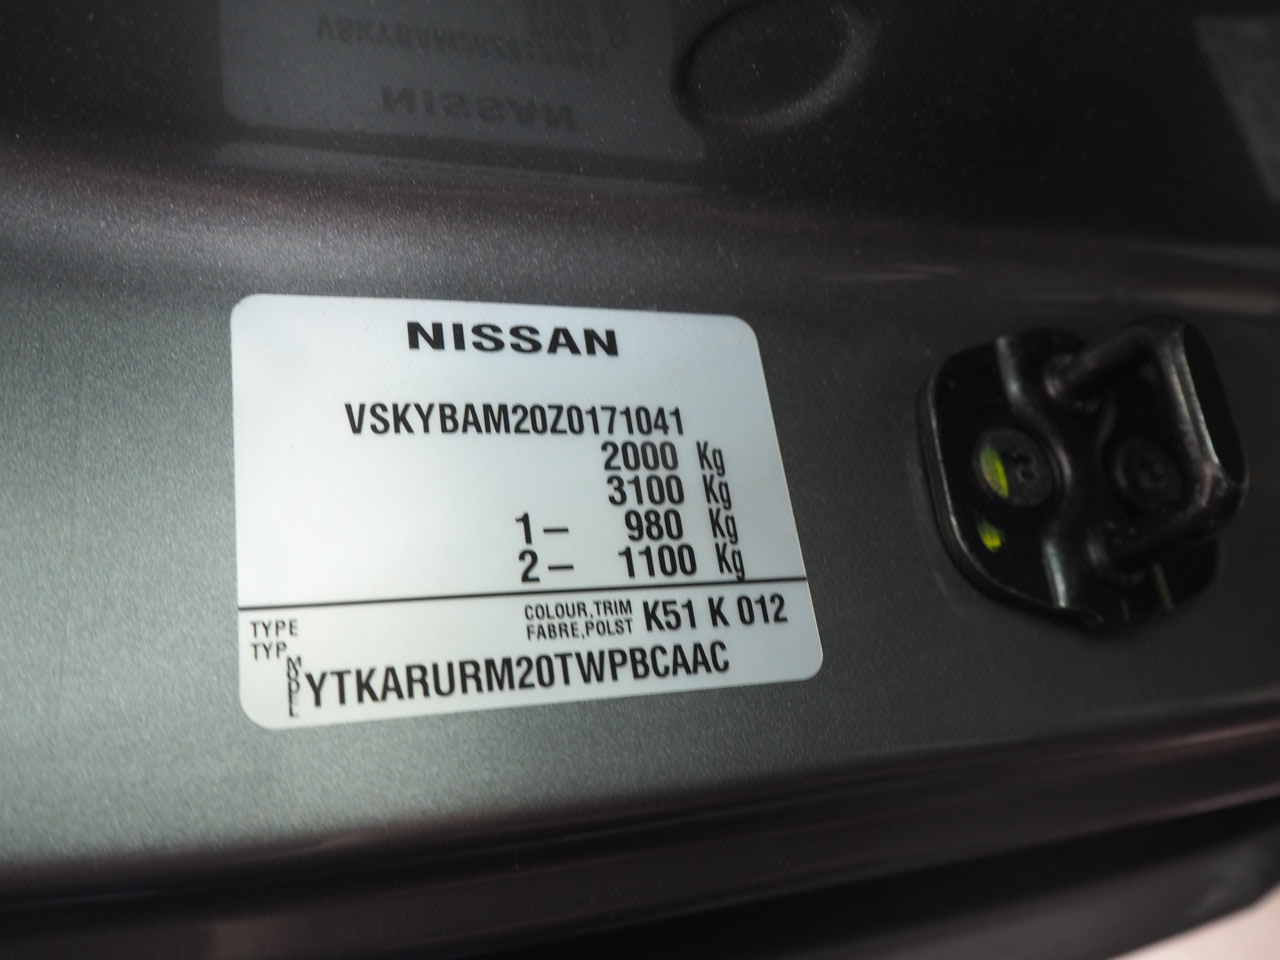 NISSAN
VSKYBAM20Z0171041
2000 Kg
3100 Kg
1– 980 Kg
2– 1100 Kg
TYPE
TYP
COLOUR,TRIM
FABRE,POLST
K51 K 012
YTKARURM20TWPBCAAC